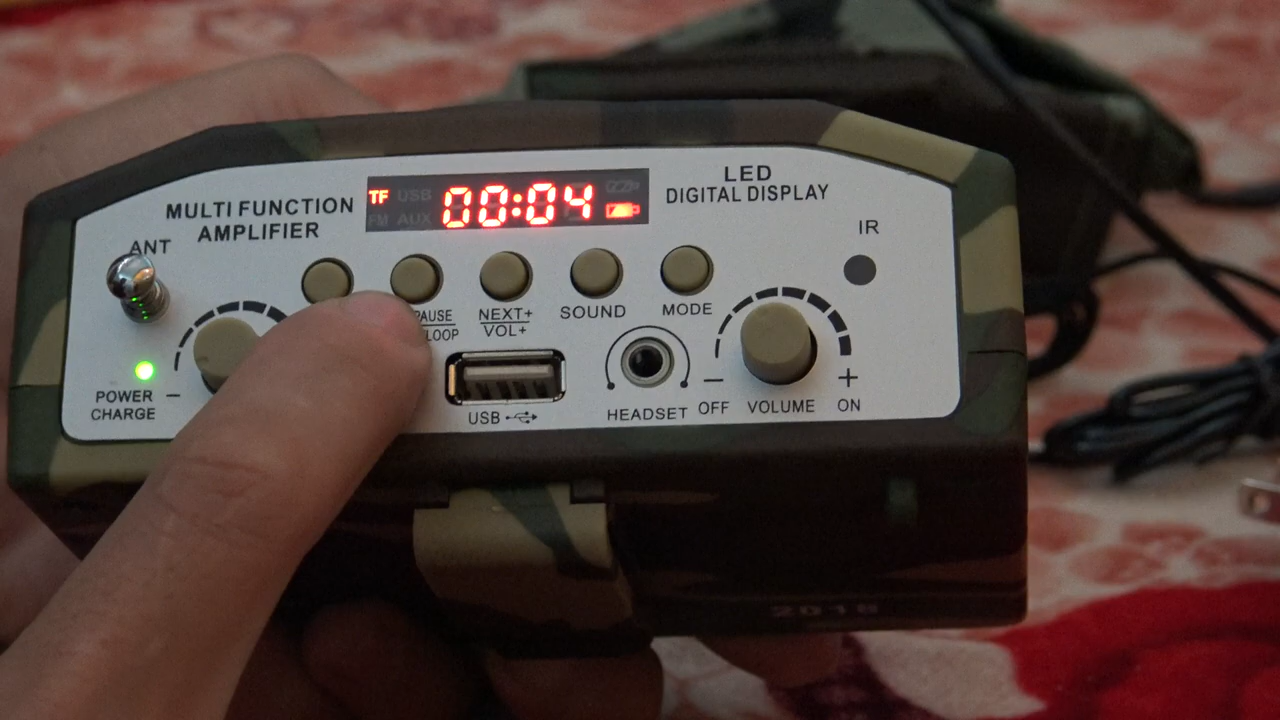 MULTI FUNCTION
AMPLIFIER
TF USB
FM AUX
00:04
LED
DIGITAL DISPLAY
ANT
IR
PAUSE
LOOP
NEXT+
VOL+
SOUND
MODE
POWER
CHARGE
−
USB
HEADSET
− +
OFF VOLUME ON
2018